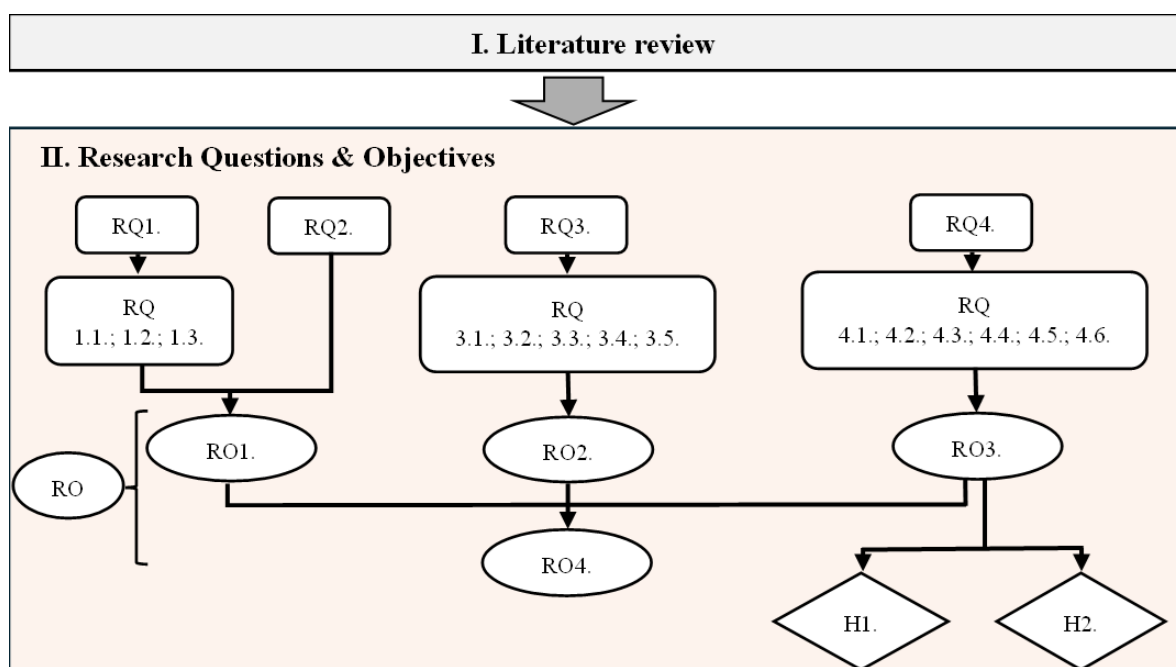 I. Literature review
II. Research Questions & Objectives
RQ1.
RQ2.
RQ3.
RQ4.
RQ
1.1.; 1.2.; 1.3.
RQ
3.1.; 3.2.; 3.3.; 3.4.; 3.5.
RQ
4.1.; 4.2.; 4.3.; 4.4.; 4.5.; 4.6.
RO1.
RO2.
RO3.
RO
RO4.
H1.
H2.